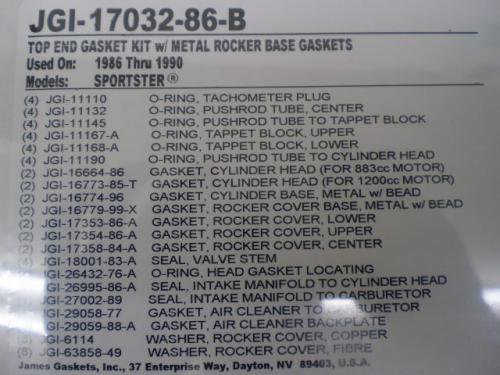 JGI-17032-86-B
TOP END GASKET KIT w/ METAL ROCKER BASE GASKETS
Used On: 1986 Thru 1990
Models: SPORTSTER ®
(4) JGI-11110 O-RING, TACHOMETER PLUG
(4) JGI-11132 O-RING, PUSHROD TUBE, CENTER
(4) JGI-11145 O-RING, PUSHROD TUBE TO TAPPET BLOCK
(2) JGI-11167-A O-RING, TAPPET BLOCK, UPPER
(2) JGI-11168-A O-RING, TAPPET BLOCK, LOWER
(4) JGI-11190 O-RING, PUSHROD TUBE to CYLINDER HEAD
(2) JGI-16664-86 GASKET, CYLINDER HEAD (FOR 883cc MOTOR)
(2) JGI-16773-85-T GASKET, CYLINDER HEAD (FOR 1200cc MOTOR)
(2) JGI-16774-96 GASKET, CYLINDER BASE, METAL w/ BEAD
(2) JGI-16779-99-X GASKET, ROCKER COVER BASE, METAL w/ BEAD
(2) JGI-17353-86-A GASKET, ROCKER COVER, LOWER
(2) JGI-17354-86-A GASKET, ROCKER COVER, UPPER
(2) JGI-17358-84-A GASKET, ROCKER COVER, CENTER
(4) JGI-18001-83-A SEAL, VALVE STEM
JGI-26432-76-A O-RING, HEAD GASKET LOCATING
JGI-26995-86-A SEAL, INTAKE MANIFOLD TO CYLINDER HEAD
JGI-27002-89 SEAL, INTAKE MANIFOLD TO CARBURETOR
JGI-29058-77 GASKET, AIR CLEANER TO CARBURETOR
JGI-29059-88-A GASKET, AIR CLEANER BACKPLATE
(8) JGI-6114 WASHER, ROCKER COVER, COPPER
(8) JGI-63858-49 WASHER, ROCKER COVER, FIBRE
James Gaskets, Inc., 37 Enterprise Way, Dayton, NV 89403, U.S.A.